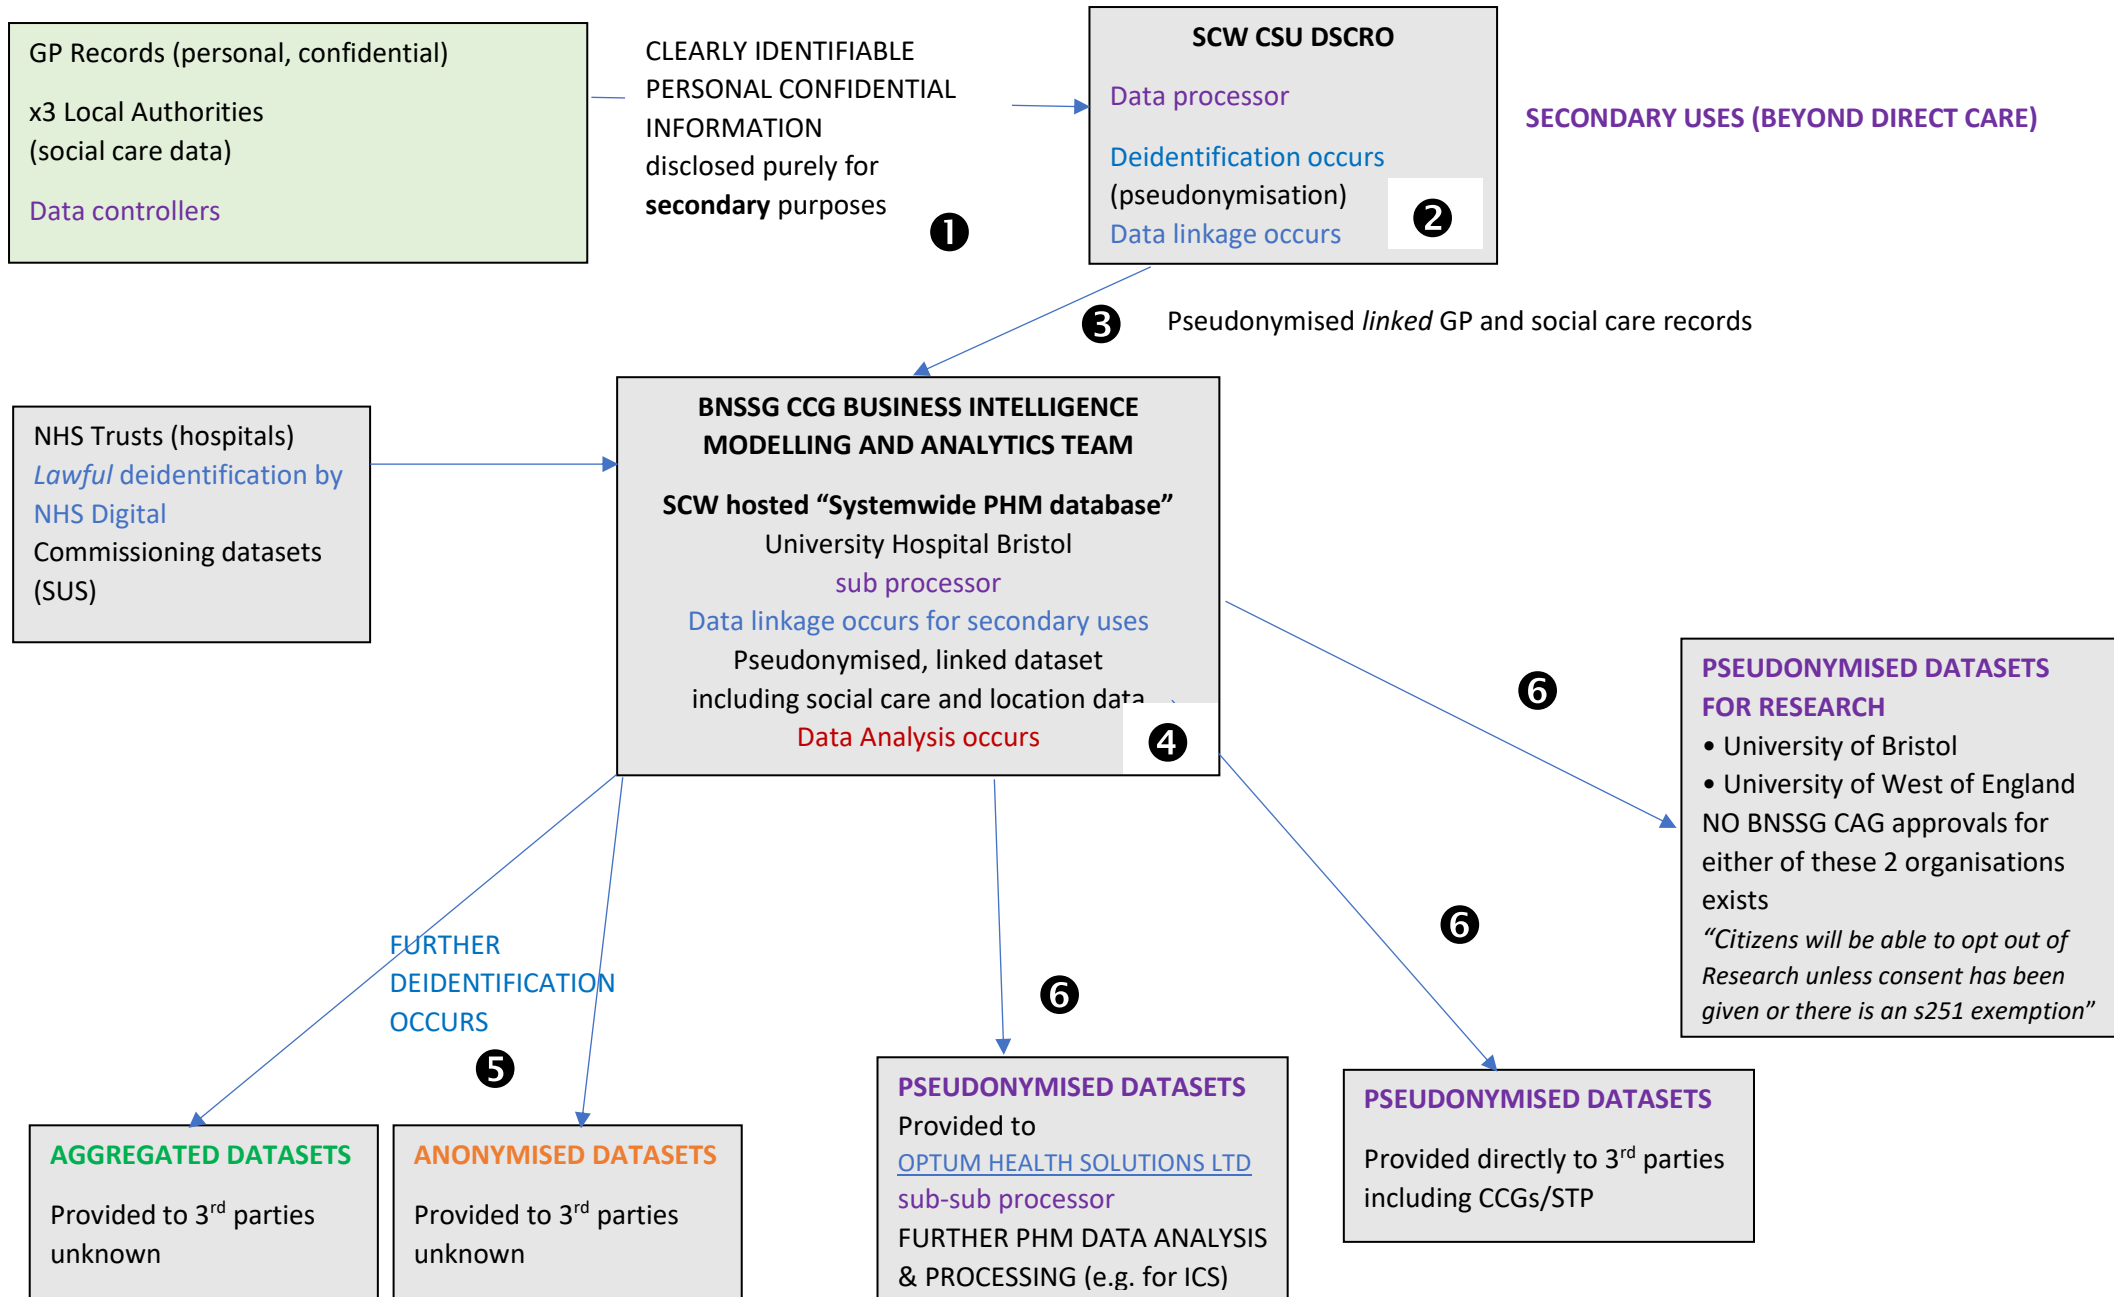 GP Records (personal, confidential)
x3 Local Authorities
(social care data)
Data controllers
CLEARLY IDENTIFIABLE
PERSONAL CONFIDENTIAL
INFORMATION
disclosed purely for
secondary purposes
❶
SCW CSU DSCRO
Data processor
Deidentification occurs
(pseudonymisation)
Data linkage occurs
❷
SECONDARY USES (BEYOND DIRECT CARE)
❸
Pseudonymised linked GP and social care records
NHS Trusts (hospitals)
Lawful deidentification by
NHS Digital
Commissioning datasets
(SUS)
BNSSG CCG BUSINESS INTELLIGENCE
MODELLING AND ANALYTICS TEAM
SCW hosted “Systemwide PHM database”
University Hospital Bristol
sub processor
Data linkage occurs for secondary uses
Pseudonymised, linked dataset
including social care and location data
Data Analysis occurs
❹
❻
PSEUDONYMISED DATASETS
FOR RESEARCH
• University of Bristol
• University of West of England
NO BNSSG CAG approvals for
either of these 2 organisations
exists
“Citizens will be able to opt out of
Research unless consent has been
given or there is an s251 exemption”
FURTHER
DEIDENTIFICATION
OCCURS
❺
❻
❻
AGGREGATED DATASETS
Provided to 3rd parties
unknown
ANONYMISED DATASETS
Provided to 3rd parties
unknown
PSEUDONYMISED DATASETS
Provided to
OPTUM HEALTH SOLUTIONS LTD
sub-sub processor
FURTHER PHM DATA ANALYSIS
& PROCESSING (e.g. for ICS)
PSEUDONYMISED DATASETS
Provided directly to 3rd parties
including CCGs/STP